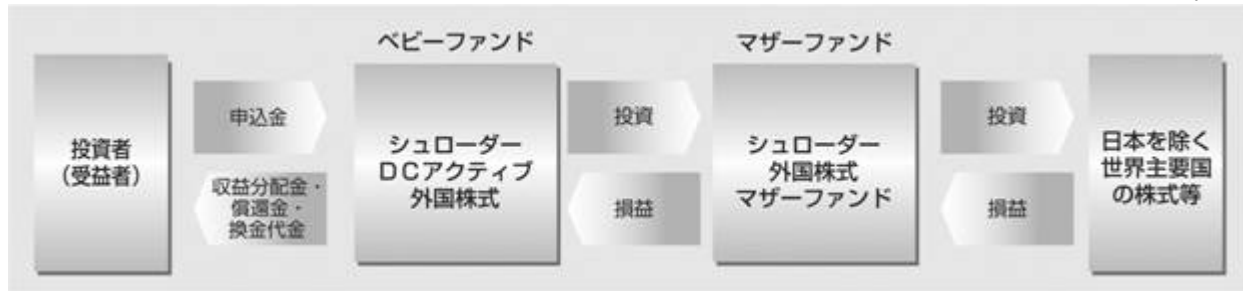 ベビーファンド
マザーファンド
投資者
(受益者)
申込金
収益分配金・
償還金・
換金代金
シュローダー
DCアクティブ
外国株式
投資
損益
シュローダー
外国株式
マザーファンド
投資
損益
日本を除く
世界主要国
の株式等